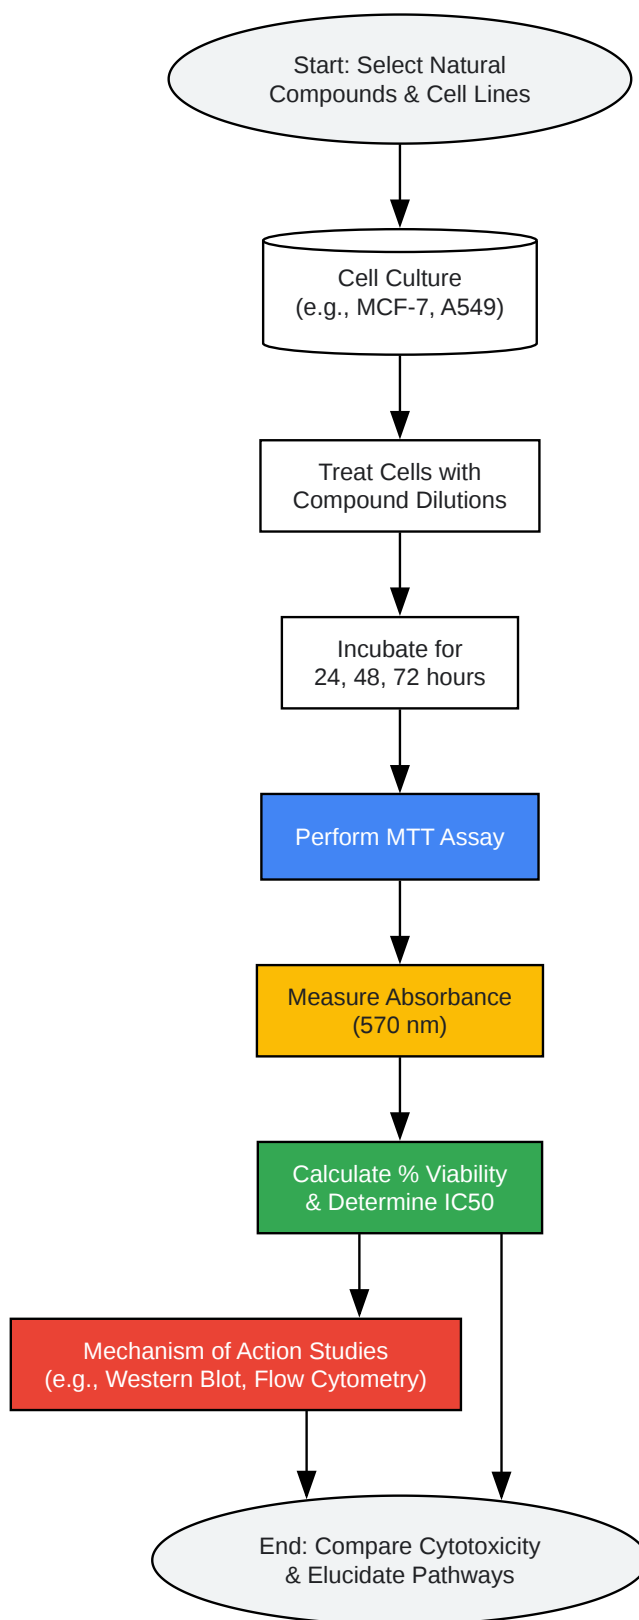 Start: Select Natural
Compounds & Cell Lines
Cell Culture
(e.g., MCF-7, A549)
Treat Cells with
Compound Dilutions
Incubate for
24, 48, 72 hours
Perform MTT Assay
Measure Absorbance
(570 nm)
Calculate % Viability
& Determine IC50
Mechanism of Action Studies
(e.g., Western Blot, Flow Cytometry)
End: Compare Cytotoxicity
& Elucidate Pathways